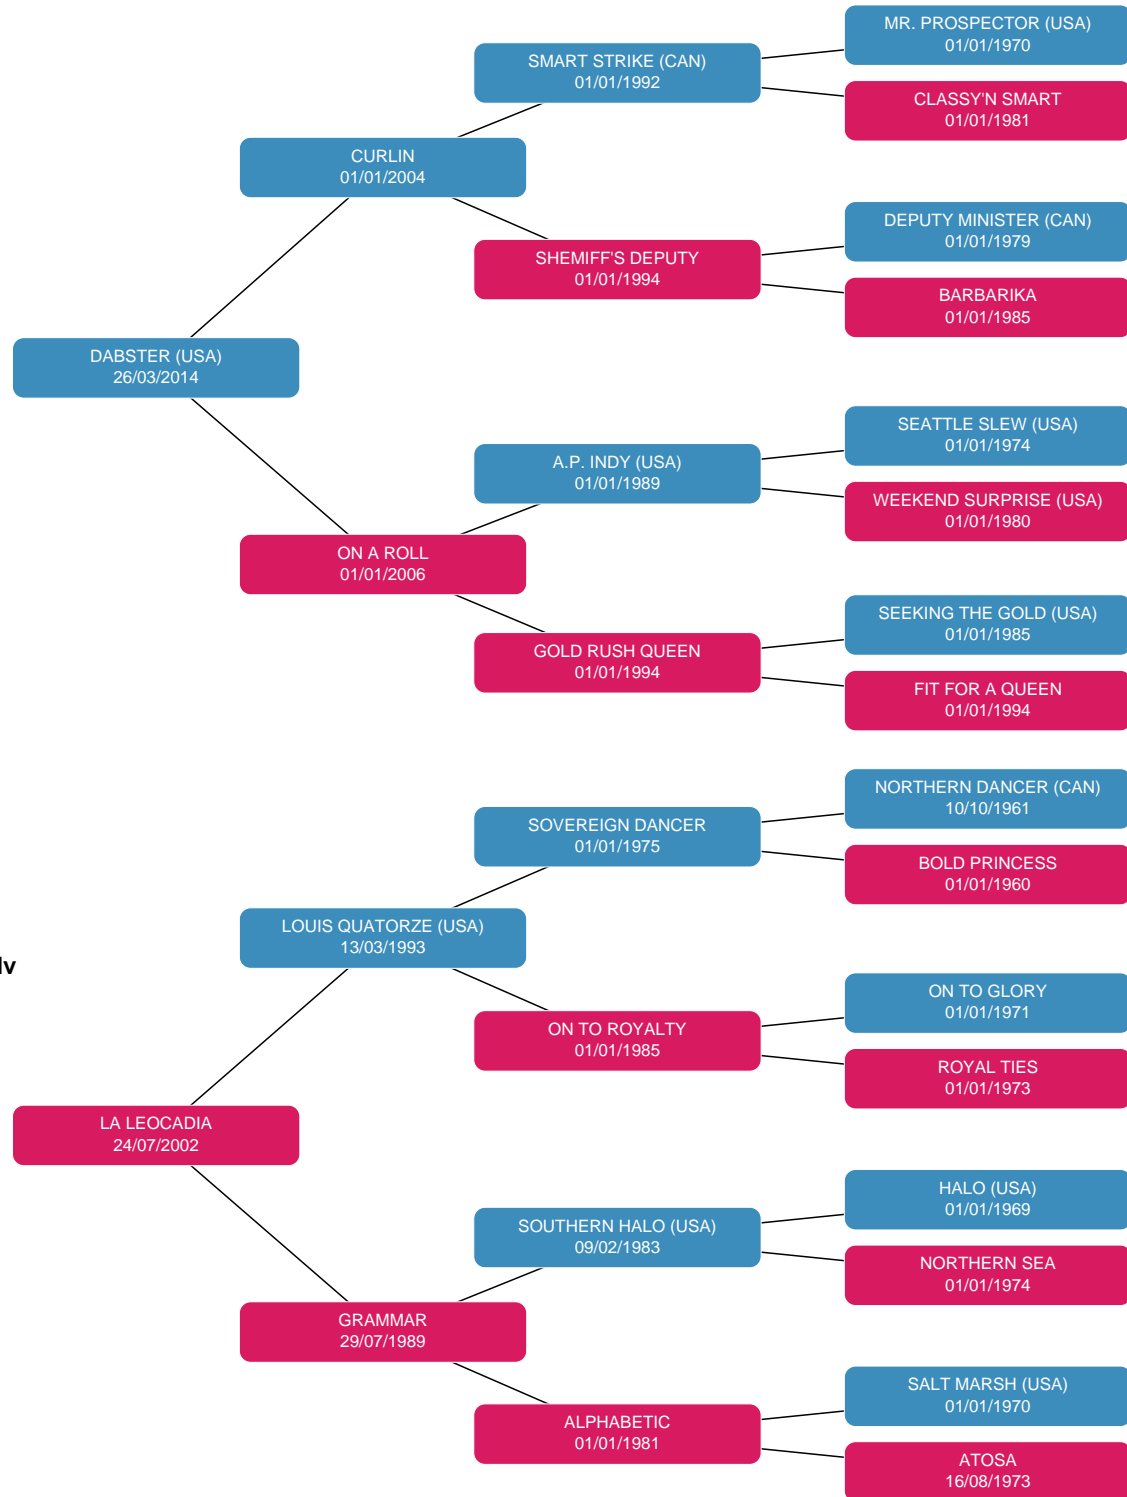 MR. PROSPECTOR (USA)
01/01/1970
SMART STRIKE (CAN)
01/01/1992
CLASSY'N SMART
01/01/1981
CURLIN
01/01/2004
DEPUTY MINISTER (CAN)
01/01/1979
SHEMIFF'S DEPUTY
01/01/1994
BARBARIKA
01/01/1985
DABSTER (USA)
26/03/2014
SEATTLE SLEW (USA)
01/01/1974
A.P. INDY (USA)
01/01/1989
WEEKEND SURPRISE (USA)
01/01/1980
ON A ROLL
01/01/2006
SEEKING THE GOLD (USA)
01/01/1985
GOLD RUSH QUEEN
01/01/1994
FIT FOR A QUEEN
01/01/1994
NORTHERN DANCER (CAN)
10/10/1961
SOVEREIGN DANCER
01/01/1975
BOLD PRINCESS
01/01/1960
LOUIS QUATORZE (USA)
13/03/1993
ON TO GLORY
01/01/1971
ON TO ROYALTY
01/01/1985
ROYAL TIES
01/01/1973
LA LEOCADIA
24/07/2002
HALO (USA)
01/01/1969
SOUTHERN HALO (USA)
09/02/1983
NORTHERN SEA
01/01/1974
GRAMMAR
29/07/1989
SALT MARSH (USA)
01/01/1970
ALPHABETIC
01/01/1981
ATOSA
16/08/1973